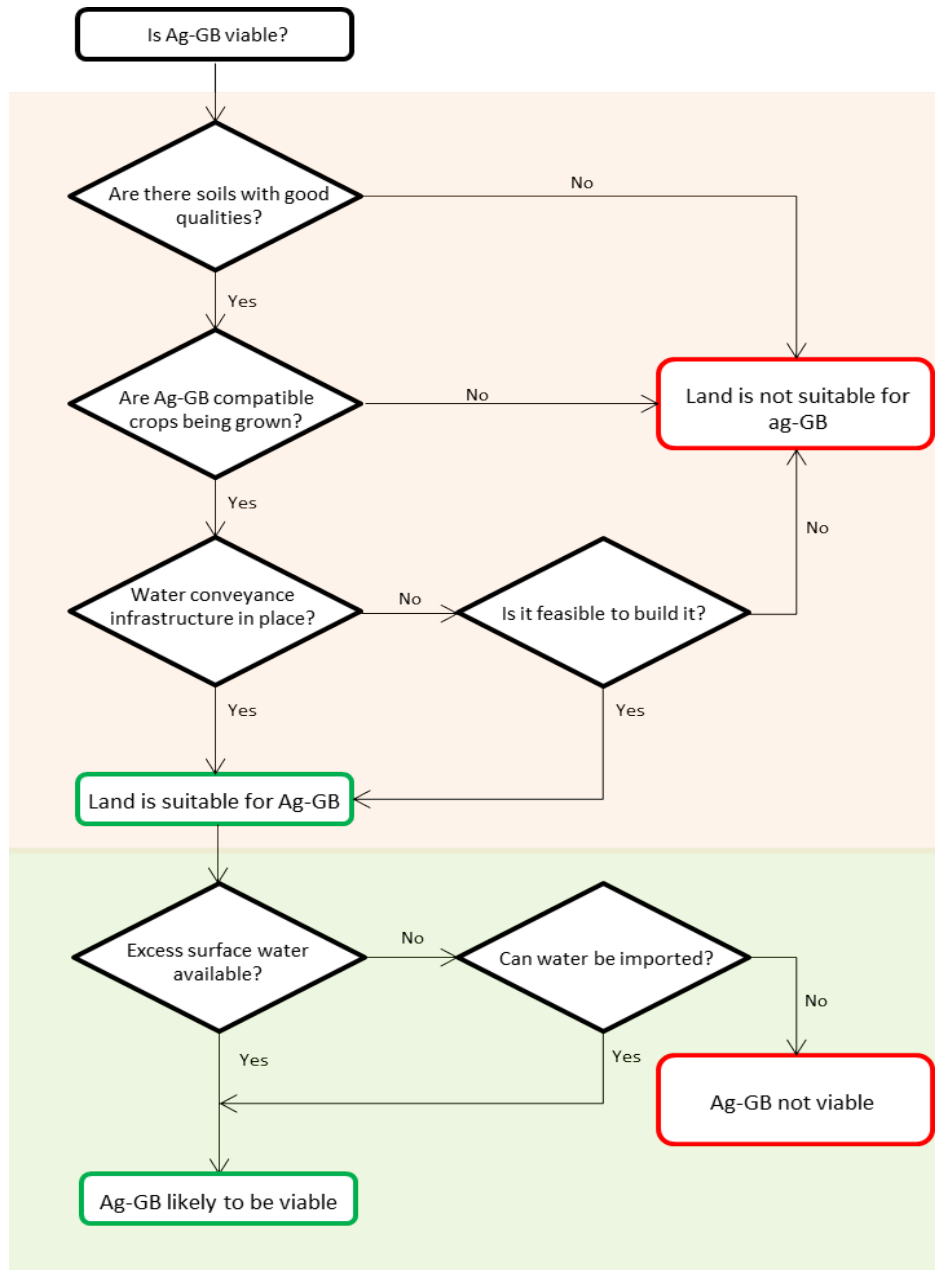 Is Ag-GB viable?
Are there soils with good
qualities?
No
Yes
Are Ag-GB compatible
crops being grown?
No
Land is not suitable for
ag-GB
Yes
No
Water conveyance
infrastructure in place?
No
Is it feasible to build it?
Yes
Yes
Land is suitable for Ag-GB
Excess surface water
available?
No
Can water be imported?
No
Yes
Yes
Ag-GB not viable
Ag-GB likely to be viable